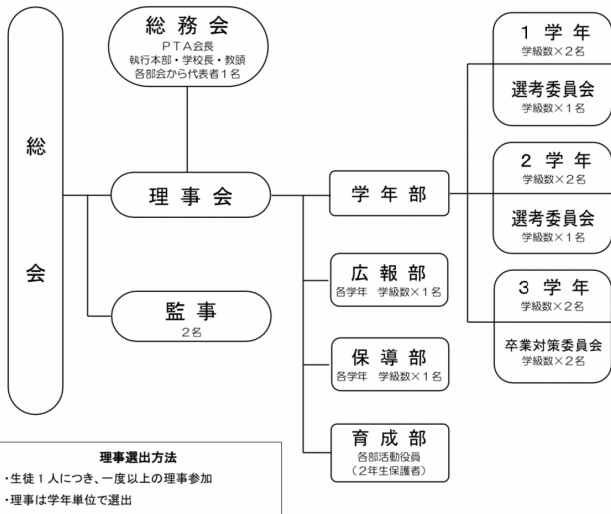 総
会
総務会
PTA会長
執行本部・学校長・教頭
各部会から代表者1名
理事会
監事
2名
学年部
広報部
各学年 学級数×1名
保導部
各学年 学級数×1名
育成部
各部活動役員
(2年生保護者)
1 学年
学級数×2名
選考委員会
学級数×1名
2 学年
学級数×2名
選考委員会
学級数×1名
3 学年
学級数×2名
卒業対策委員会
学級数×2名
理事選出方法
・生徒1人につき、一度以上の理事参加
・理事は学年単位で選出